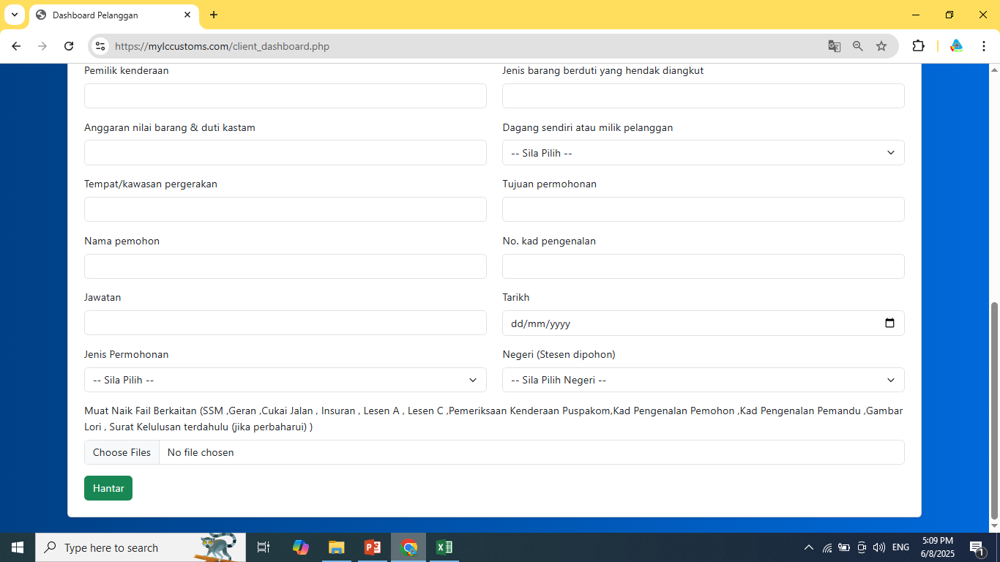 Dashboard Pelanggan
https://mylccustoms.com/client_dashboard.php
Pemilik kenderaan
Jenis barang berduti yang hendak diangkut
Anggaran nilai barang & duti kastam
Dagang sendiri atau milik pelanggan
-- Sila Pilih --
Tempat/kawasan pergerakan
Tujuan permohonan
Nama pemohon
No. kad pengenalan
Jawatan
Tarikh
dd/mm/yyyy
Jenis Permohonan
Negeri (Stesen dipohon)
-- Sila Pilih --
-- Sila Pilih Negeri --
Muat Naik Fail Berkaitan (SSM ,Geran ,Cukai Jalan , Insuran , Lesen A , Lesen C ,Pemeriksaan Kenderaan Puspakom,Kad Pengenalan Pemohon ,Kad Pengenalan Pemandu ,Gambar
Lori , Surat Kelulusan terdahulu (jika perbaharui) )
Choose Files No file chosen
Hantar
Type here to search
ENG
5:09 PM
6/8/2025
1